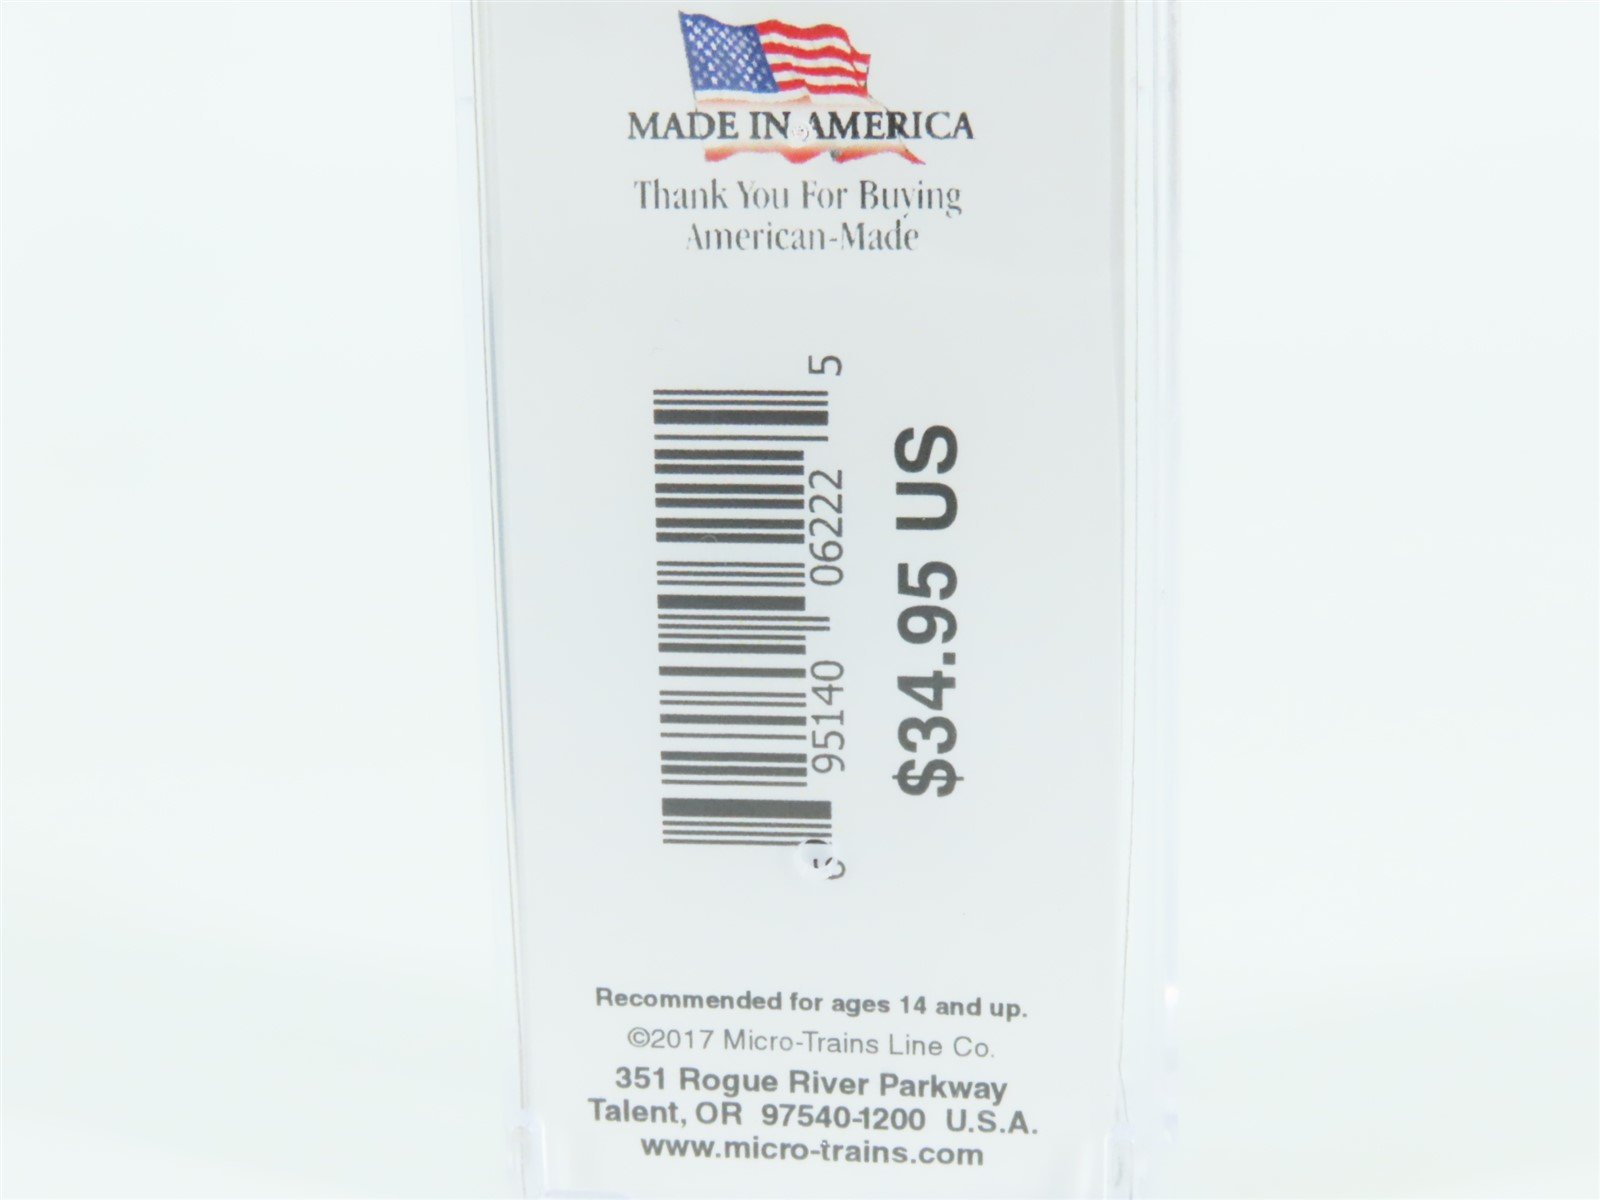 MADE IN AMERICA
Thank You For Buying
American-Made
95140 06222 5
$34.95 US
Recommended for ages 14 and up.
©2017 Micro-Trains Line Co.
351 Rogue River Parkway
Talent, OR 97540-1200 U.S.A.
www.micro-trains.com